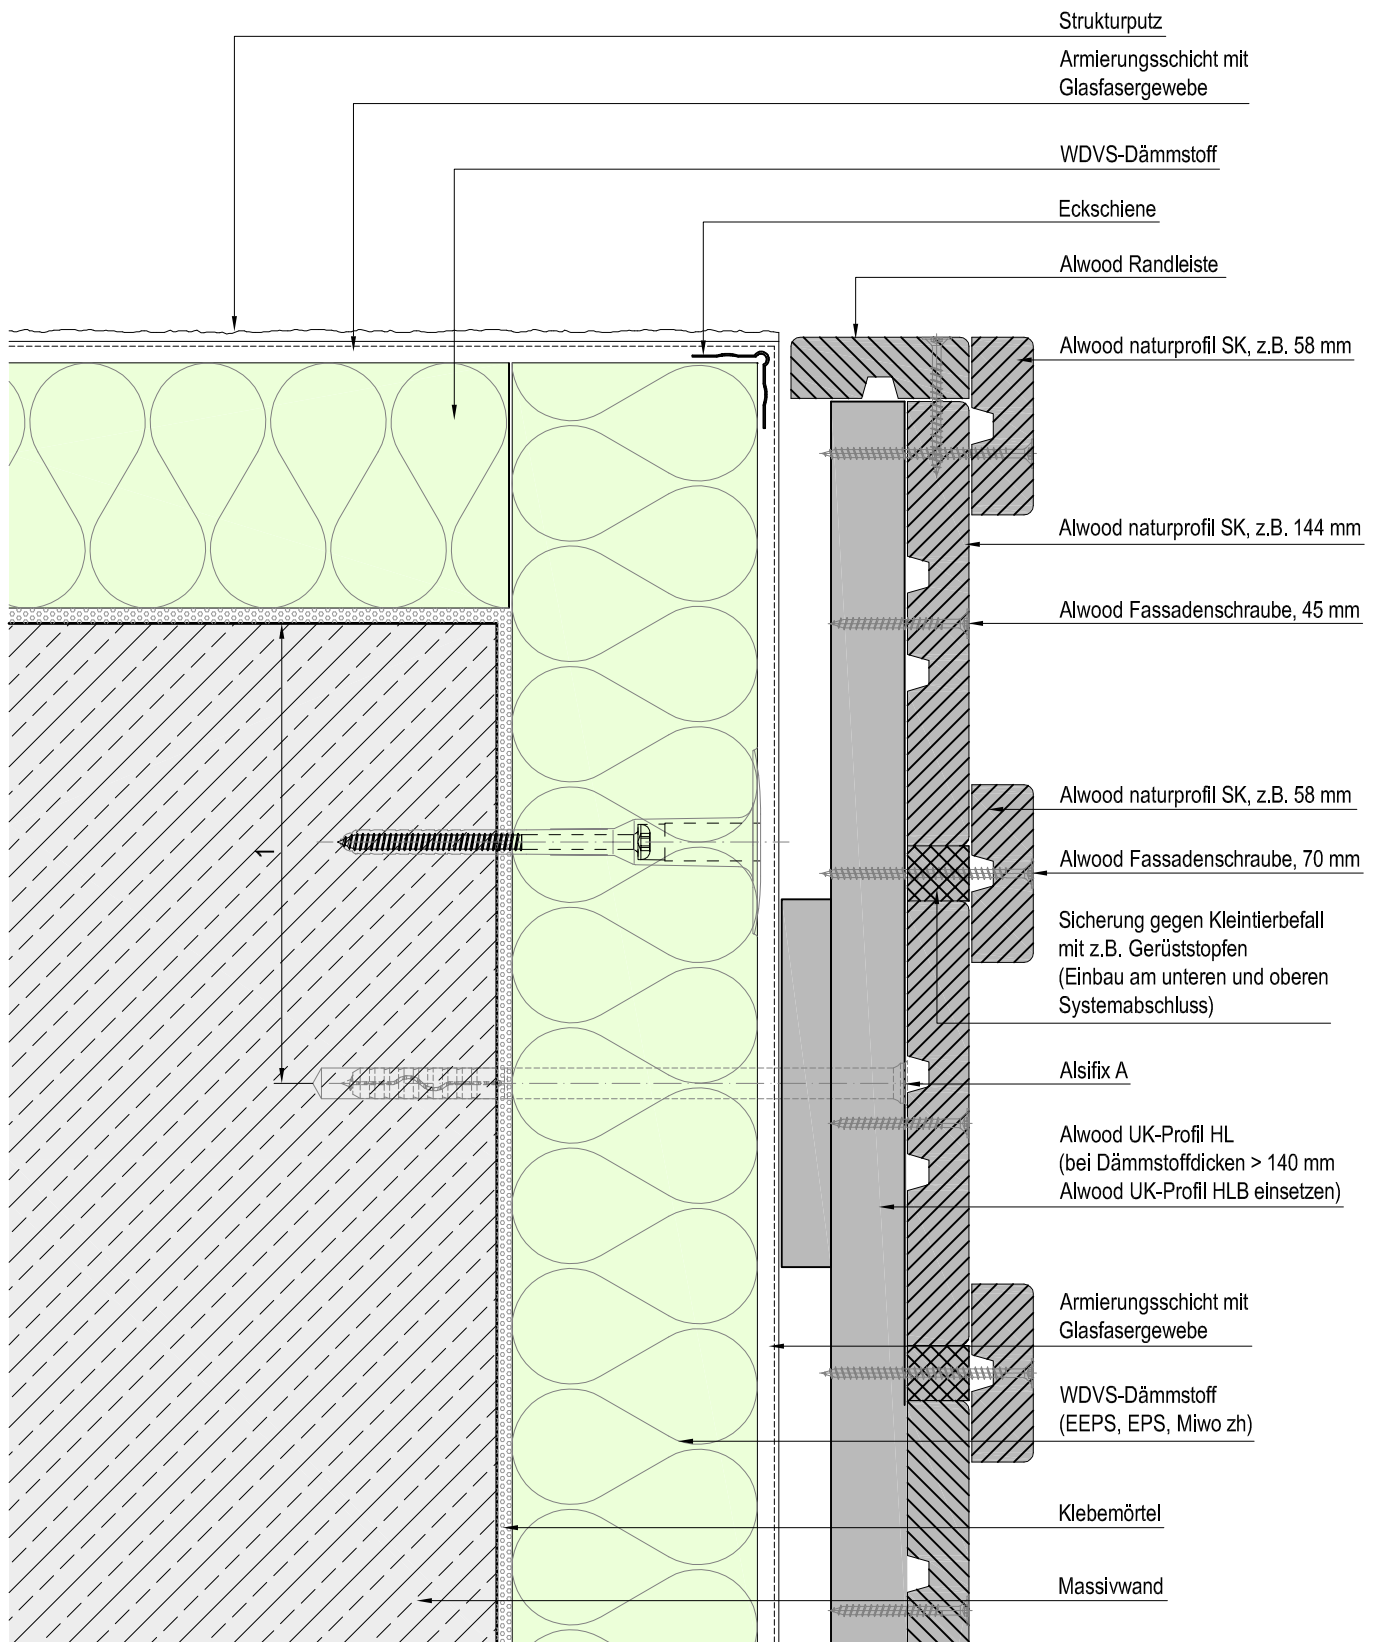 Strukturputz
Armierungsschicht mit
Glasfasergewebe
WDVS-Dämmstoff
Eckschiene
Alwood Randleiste
Alwood naturprofil SK, z.B. 58 mm
Alwood naturprofil SK, z.B. 144 mm
Alwood Fassadenschraube, 45 mm
Alwood naturprofil SK, z.B. 58 mm
1
Alwood Fassadenschraube, 70 mm
Sicherung gegen Kleintierbefall
mit z.B. Gerüststopfen
(Einbau am unteren und oberen
Systemabschluss)
Alsifix A
Alwood UK-Profil HL
(bei Dämmstoffdicken > 140 mm
Alwood UK-Profil HLB einsetzen)
Armierungsschicht mit
Glasfasergewebe
WDVS-Dämmstoff
(EEPS, EPS, Miwo zh)
Klebemörtel
Massivwand